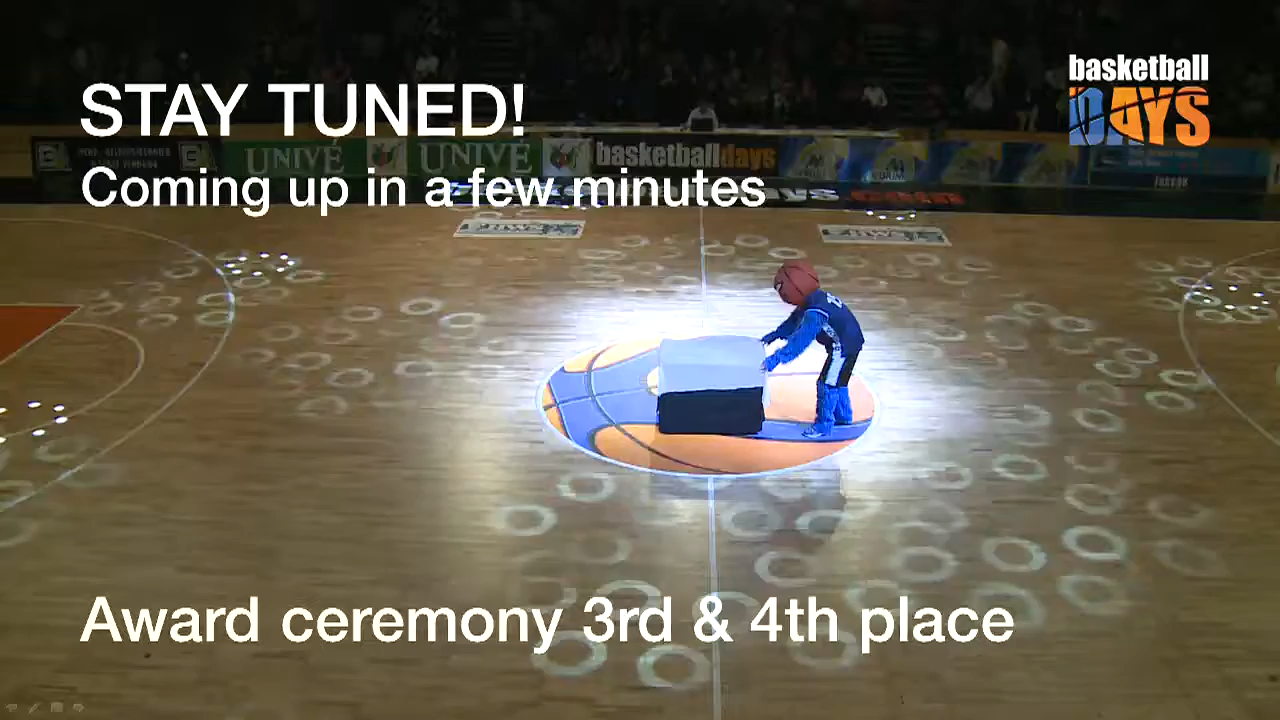 STAY TUNED!
basketball
DAYS
UNIVÉ
UNIVÉ
basketballdays
Coming up in a few minutes
Award ceremony 3rd & 4th place